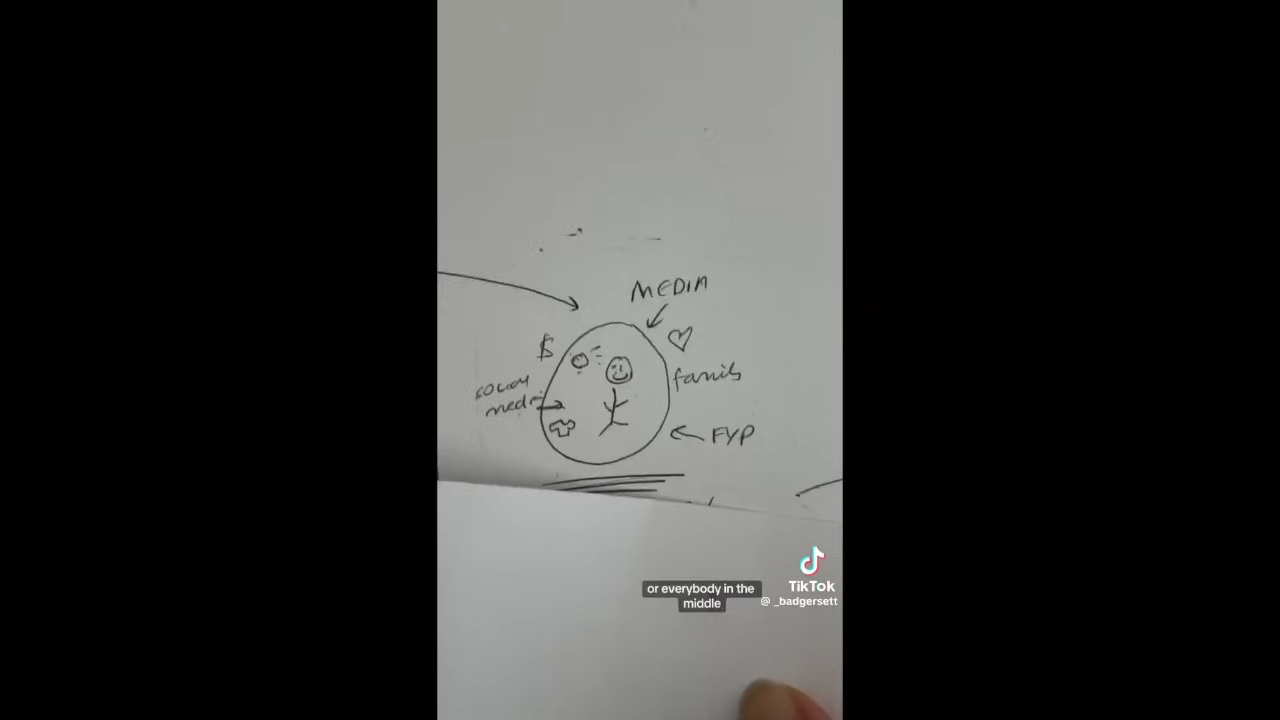 MEDIA
$
social
media
family
FYP
or everybody in the
middle
TikTok
@ _badgersett